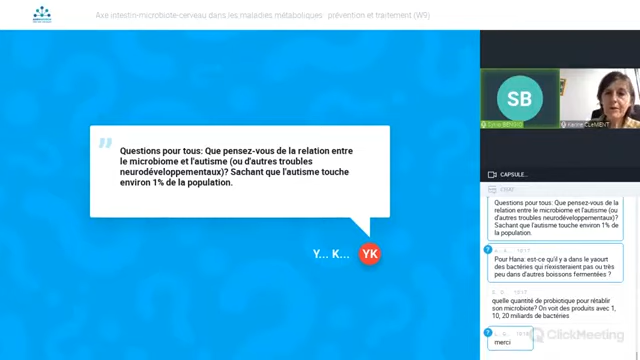 Axe intestin-microbiote-cerveau dans les maladies métaboliques : prévention et traitement (W9)
Questions pour tous: Que pensez-vous de la relation entre
le microbiome et l'autisme (ou d'autres troubles
neurodéveloppementaux)? Sachant que l'autisme touche
environ 1% de la population.
Y... K...
YK
SB
Karine CLéMENT
CAPSULE...
CHAT
Questions pour tous: Que pensez-vous de la
relation entre le microbiome et l'autisme (ou
d'autres troubles neurodéveloppementaux)?
Sachant que l'autisme touche environ 1% de
la population.
Pour Hana: est-ce qu'il y a dans le yaourt
des bactéries qui n'existeraient pas ou très
peu dans d'autres boissons fermentées ?
quelle quantité de probiotique pour rétablir
son microbiome? On voit des produits avec 1,
10, 20 miliards de bactéries
merci
ClickMeeting